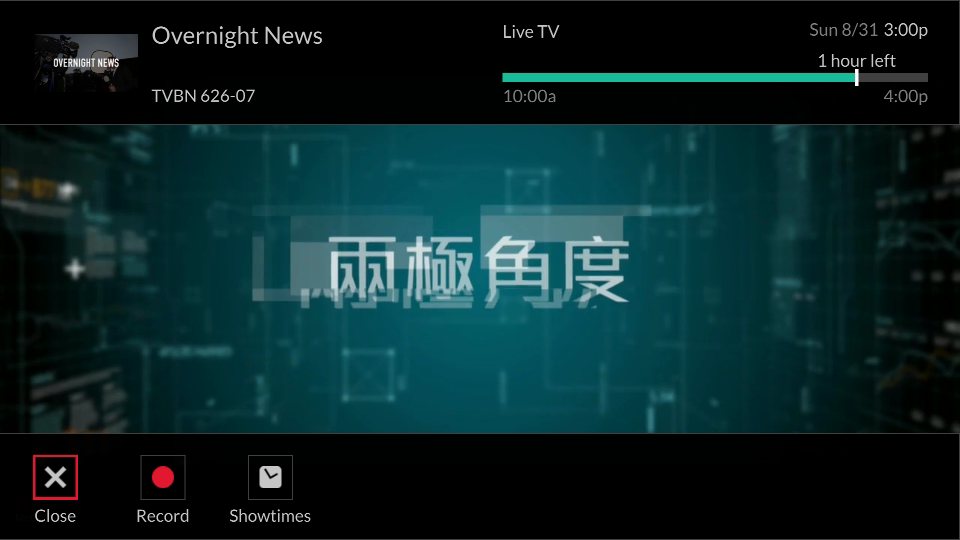 Overnight News
OVERNIGHT NEWS
TVBN 626-07
Live TV
Sun 8/31 3:00p
1 hour left
10:00a
4:00p
兩極角度
Close
Record
Showtimes